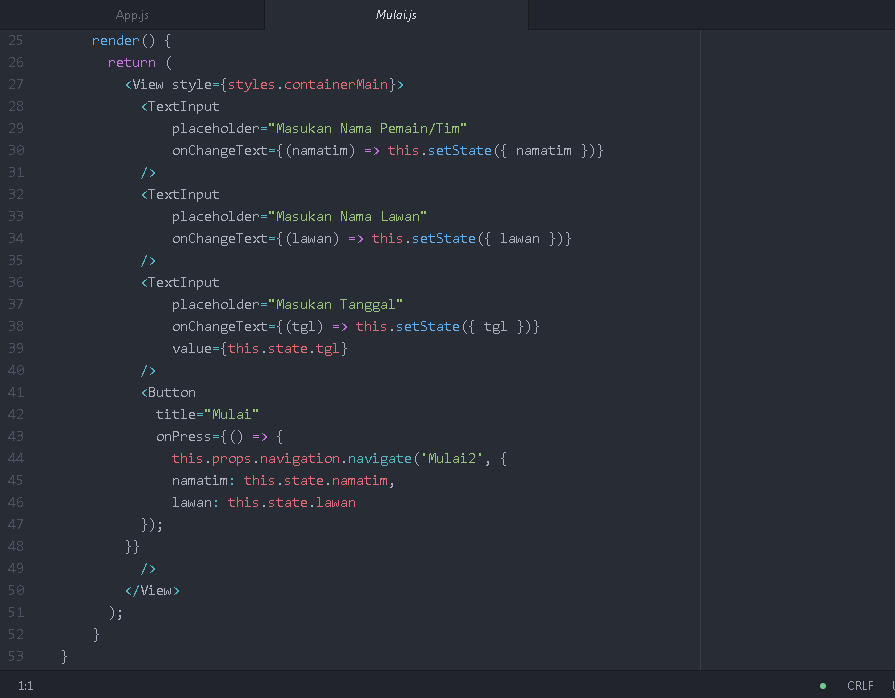 App.js
Mulai.js
25 render() {
26 return (
27 <View style={styles.containerMain}>
28 <TextInput
29 placeholder="Masukan Nama Pemain/Tim"
30 onChangeText={(namatim) => this.setState({ namatim })}
31 />
32 <TextInput
33 placeholder="Masukan Nama Lawan"
34 onChangeText={(lawan) => this.setState({ lawan })}
35 />
36 <TextInput
37 placeholder="Masukan Tanggal"
38 onChangeText={(tgl) => this.setState({ tgl })}
39 value={this.state.tgl}
40 />
41 <Button
42 title="Mulai"
43 onPress={() => {
44 this.props.navigation.navigate('Mulai2', {
45 namatim: this.state.namatim,
46 lawan: this.state.lawan
47 });
48 }}
49 />
50 </View>
51 );
52 }
53 }
1:1
CRLF